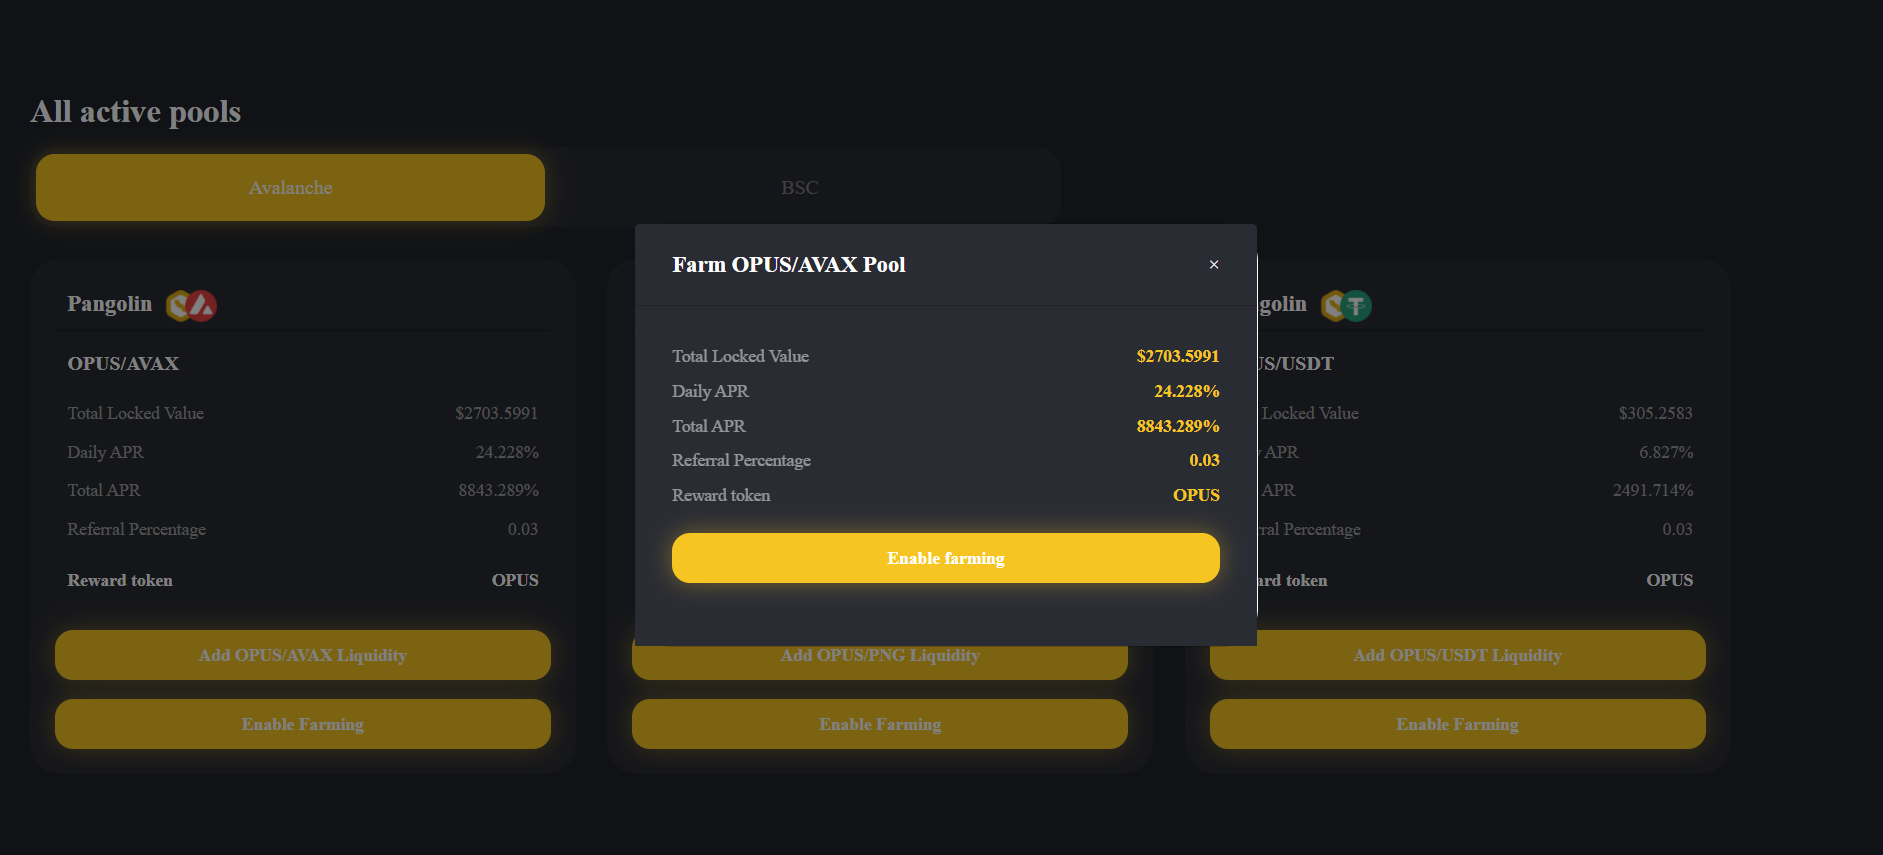 All active pools
Avalanche BSC
Farm OPUS/AVAX Pool ×
Total Locked Value $2703.5991
Daily APR 24.228%
Total APR 8843.289%
Referral Percentage 0.03
Reward token OPUS
Enable farming
Pangolin
OPUS/AVAX
Total Locked Value $2703.5991
Daily APR 24.228%
Total APR 8843.289%
Referral Percentage 0.03
Reward token OPUS
Add OPUS/AVAX Liquidity
Enable Farming
Add OPUS/PNG Liquidity
Enable Farming
golin
US/USDT
Locked Value $305.2583
APR 6.827%
APR 2491.714%
rral Percentage 0.03
ard token OPUS
Add OPUS/USDT Liquidity
Enable Farming